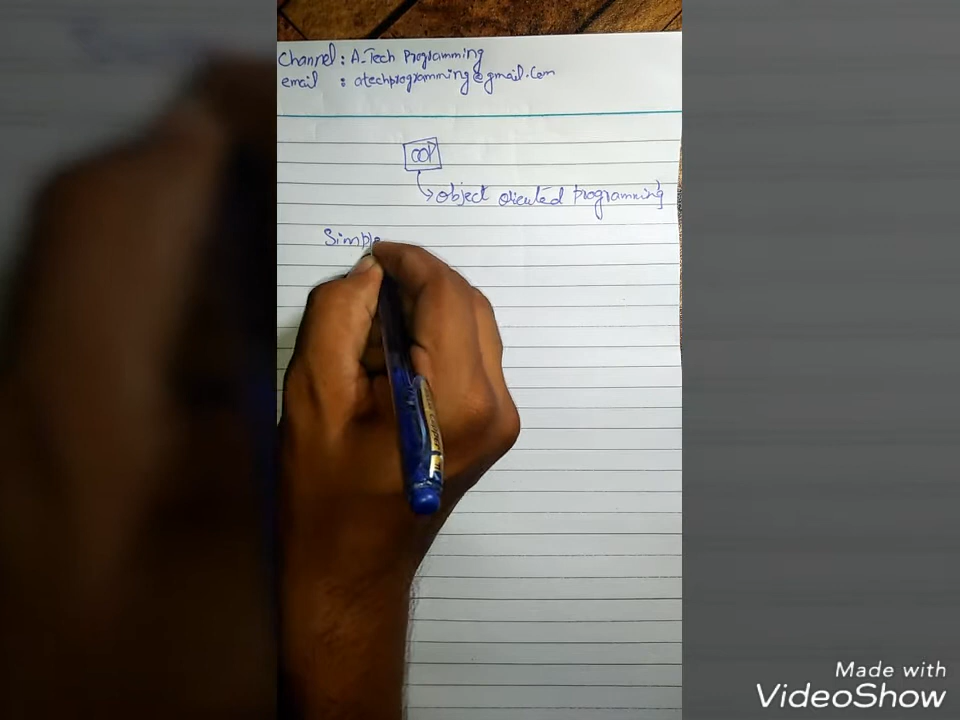 Channel : A-Tech Programming
email : atechprogramming@gmail.com
OOP
object oriented programming
Simple
Made with
VideoShow